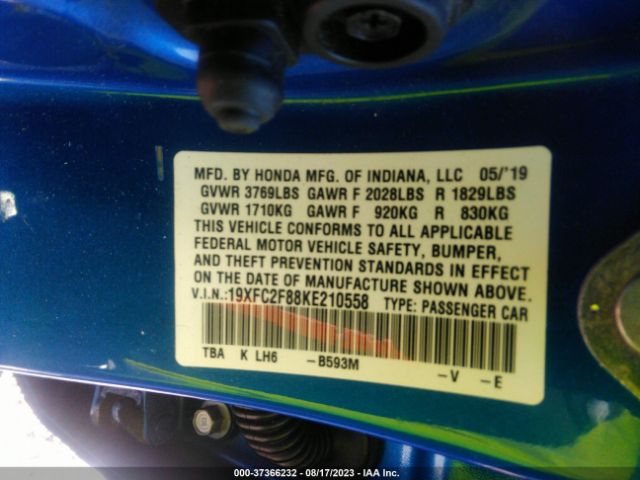 MFD. BY HONDA MFG. OF INDIANA, LLC 05/'19
GVWR 3769LBS GAWR F 2028LBS R 1829LBS
GVWR 1710KG GAWR F 920KG R 830KG
THIS VEHICLE CONFORMS TO ALL APPLICABLE
FEDERAL MOTOR VEHICLE SAFETY, BUMPER,
AND THEFT PREVENTION STANDARDS IN EFFECT
ON THE DATE OF MANUFACTURE SHOWN ABOVE.
V.I.N.:19XFC2F88KE210558 TYPE: PASSENGER CAR
TBA K LH6 -B593M -V -E
000-37366232 - 08/17/2023 - IAA Inc.